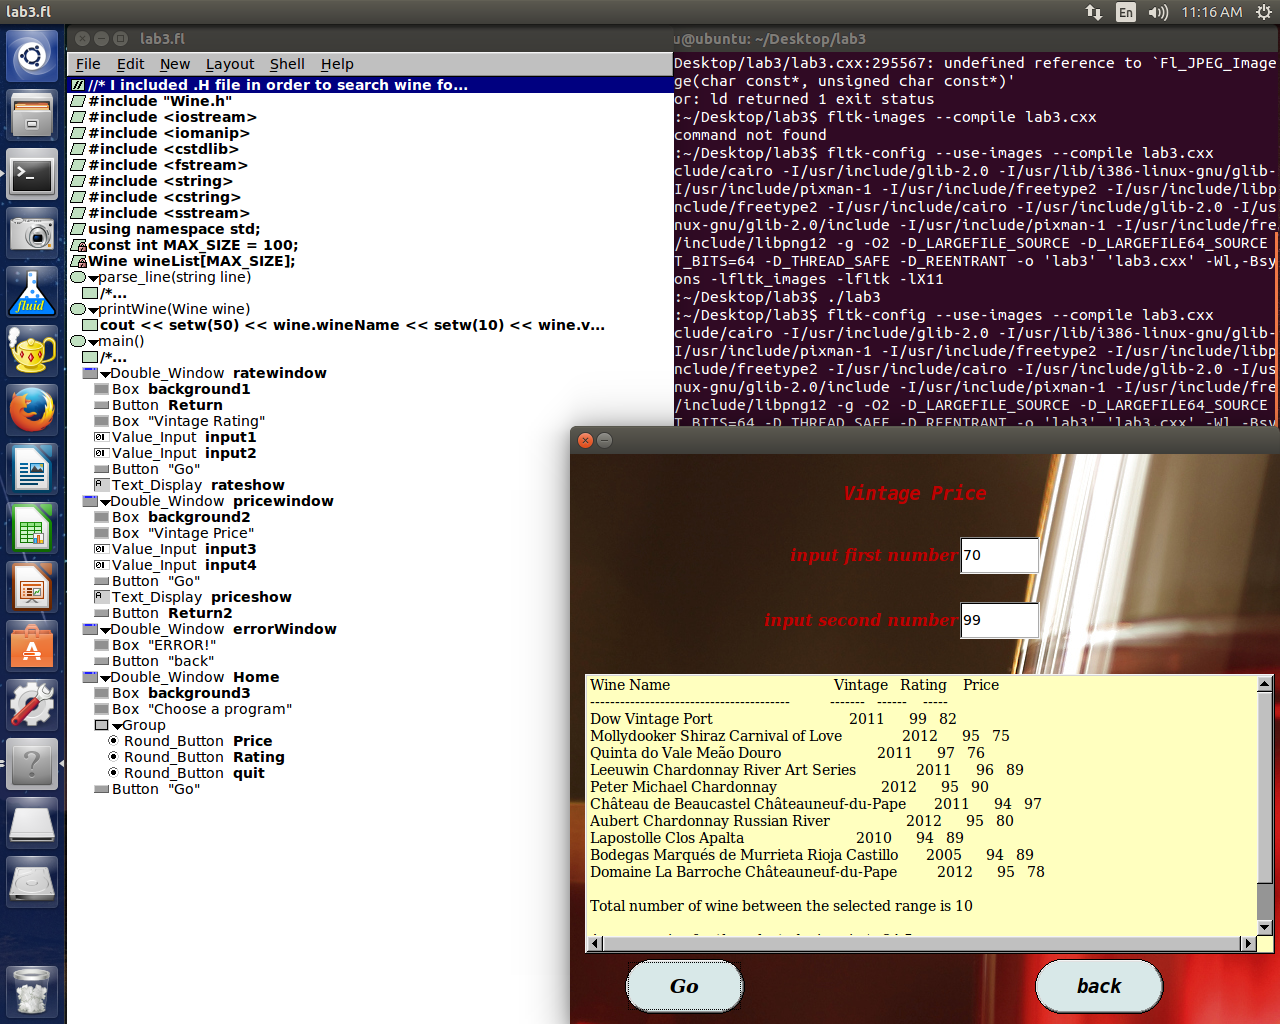 lab3.fl
En
11:16 AM
lab3.fl
u@ubuntu: ~/Desktop/lab3
File Edit New Layout Shell Help
//* I included .H file in order to search wine fo...
#include "Wine.h"
#include <iostream>
#include <iomanip>
#include <cstdlib>
#include <fstream>
#include <string>
#include <cstring>
#include <sstream>
using namespace std;
const int MAX_SIZE = 100;
Wine wineList[MAX_SIZE];
parse_line(string line)
/*...
printWine(Wine wine)
cout << setw(50) << wine.wineName << setw(10) << wine.v...
main()
/*...
Double_Window ratewindow
Box background1
Button Return
Box "Vintage Rating"
Value_Input input1
Value_Input input2
Button "Go"
Text_Display rateshow
Double_Window pricewindow
Box background2
Box "Vintage Price"
Value_Input input3
Value_Input input4
Button "Go"
Text_Display priceshow
Button Return2
Double_Window errorWindow
Box "ERROR!"
Button "back"
Double_Window Home
Box background3
Box "Choose a program"
Group
Round_Button Price
Round_Button Rating
Round_Button quit
Button "Go"
fluid
Desktop/lab3/lab3.cxx:295567: undefined reference to `Fl_JPEG_Image
ge(char const*, unsigned char const*)'
or: ld returned 1 exit status
:~/Desktop/lab3$ fltk-images --compile lab3.cxx
command not found
:~/Desktop/lab3$ fltk-config --use-images --compile lab3.cxx
clude/cairo -I/usr/include/glib-2.0 -I/usr/lib/i386-linux-gnu/glib-
I/usr/include/pixman-1 -I/usr/include/freetype2 -I/usr/include/libp
nclude/freetype2 -I/usr/include/cairo -I/usr/include/glib-2.0 -I/us
nux-gnu/glib-2.0/include -I/usr/include/pixman-1 -I/usr/include/fre
/include/libpng12 -g -O2 -D_LARGEFILE_SOURCE -D_LARGEFILE64_SOURCE
T_BITS=64 -D_THREAD_SAFE -D_REENTRANT -o 'lab3' 'lab3.cxx' -Wl,-Bsy
ons -lfltk_images -lfltk -lX11
:~/Desktop/lab3$ ./lab3
:~/Desktop/lab3$ fltk-config --use-images --compile lab3.cxx
clude/cairo -I/usr/include/glib-2.0 -I/usr/lib/i386-linux-gnu/glib-
I/usr/include/pixman-1 -I/usr/include/freetype2 -I/usr/include/libp
nclude/freetype2 -I/usr/include/cairo -I/usr/include/glib-2.0 -I/us
nux-gnu/glib-2.0/include -I/usr/include/pixman-1 -I/usr/include/fre
/include/libpng12 -g -O2 -D_LARGEFILE_SOURCE -D_LARGEFILE64_SOURCE
T_BITS=64 -D_THREAD_SAFE -D_REENTRANT -o 'lab3' 'lab3.cxx' -Wl,-Bsy
Vintage Price
input first number 70
input second number 99
Wine Name Vintage Rating Price
---------------------------------------- ------- ------ -----
Dow Vintage Port 2011 99 82
Mollydooker Shiraz Carnival of Love 2012 95 75
Quinta do Vale Meão Douro 2011 97 76
Leeuwin Chardonnay River Art Series 2011 96 89
Peter Michael Chardonnay 2012 95 90
Château de Beaucastel Châteauneuf-du-Pape 2011 94 97
Aubert Chardonnay Russian River 2012 95 80
Lapostolle Clos Apalta 2010 94 89
Bodegas Marqués de Murrieta Rioja Castillo 2005 94 89
Domaine La Barroche Châteauneuf-du-Pape 2012 95 78
Total number of wine between the selected range is 10
Go
back